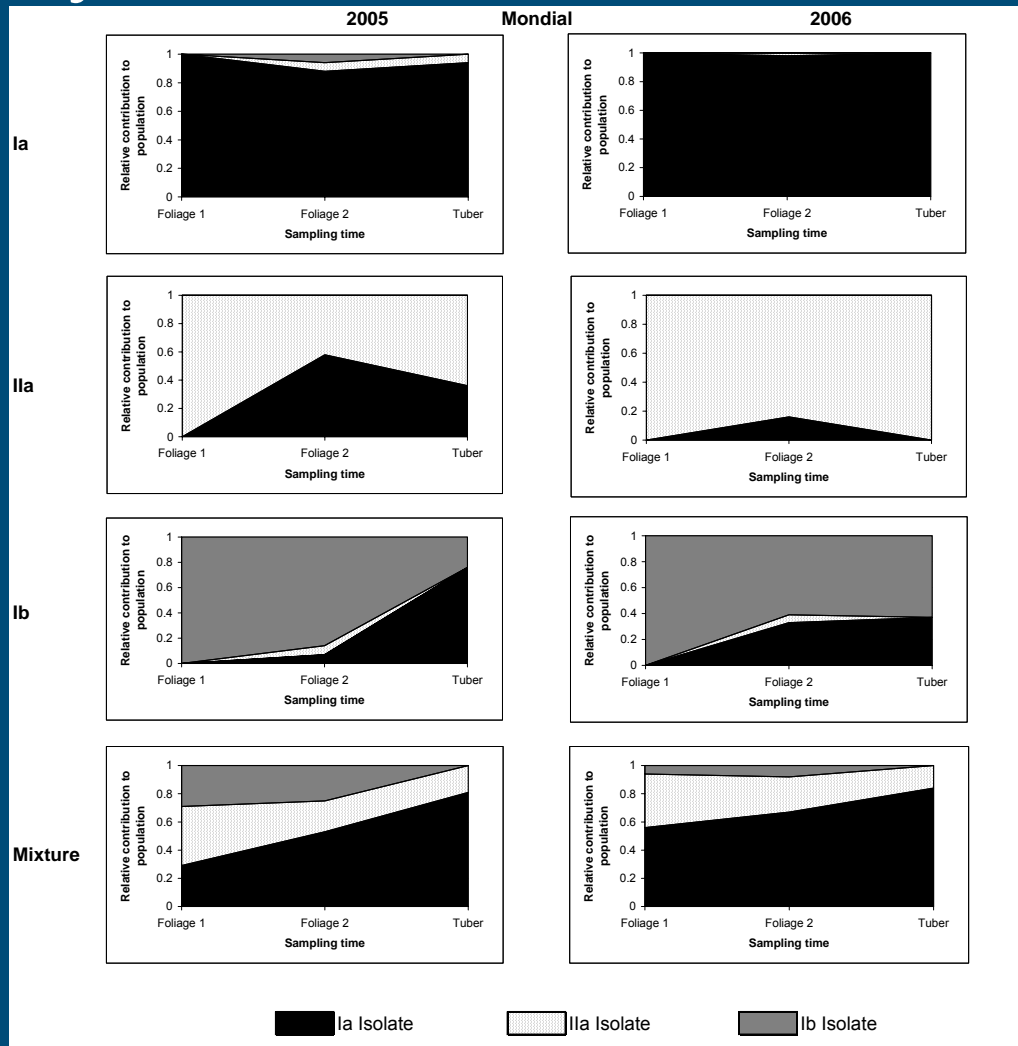 2005 Mondial 2006
Ia
Relative contribution to
population
1
0.8
0.6
0.4
0.2
0
Foliage 1 Foliage 2 Tuber
Sampling time
Relative contribution to
population
1
0.8
0.6
0.4
0.2
0
Foliage 1 Foliage 2 Tuber
Sampling time
IIa
Relative contribution to
population
1
0.8
0.6
0.4
0.2
0
Foliage 1 Foliage 2 Tuber
Sampling time
Relative contribution to
population
1
0.8
0.6
0.4
0.2
0
Foliage 1 Foliage 2 Tuber
Sampling time
Ib
Relative contribution to
population
1
0.8
0.6
0.4
0.2
0
Foliage 1 Foliage 2 Tuber
Sampling time
Relative contribution to
population
1
0.8
0.6
0.4
0.2
0
Foliage 1 Foliage 2 Tuber
Sampling time
Mixture
Relative contribution to
population
1
0.8
0.6
0.4
0.2
0
Foliage 1 Foliage 2 Tuber
Sampling time
Relative contribution to
population
1
0.8
0.6
0.4
0.2
0
Foliage 1 Foliage 2 Tuber
Sampling time
Ia Isolate IIa Isolate Ib Isolate